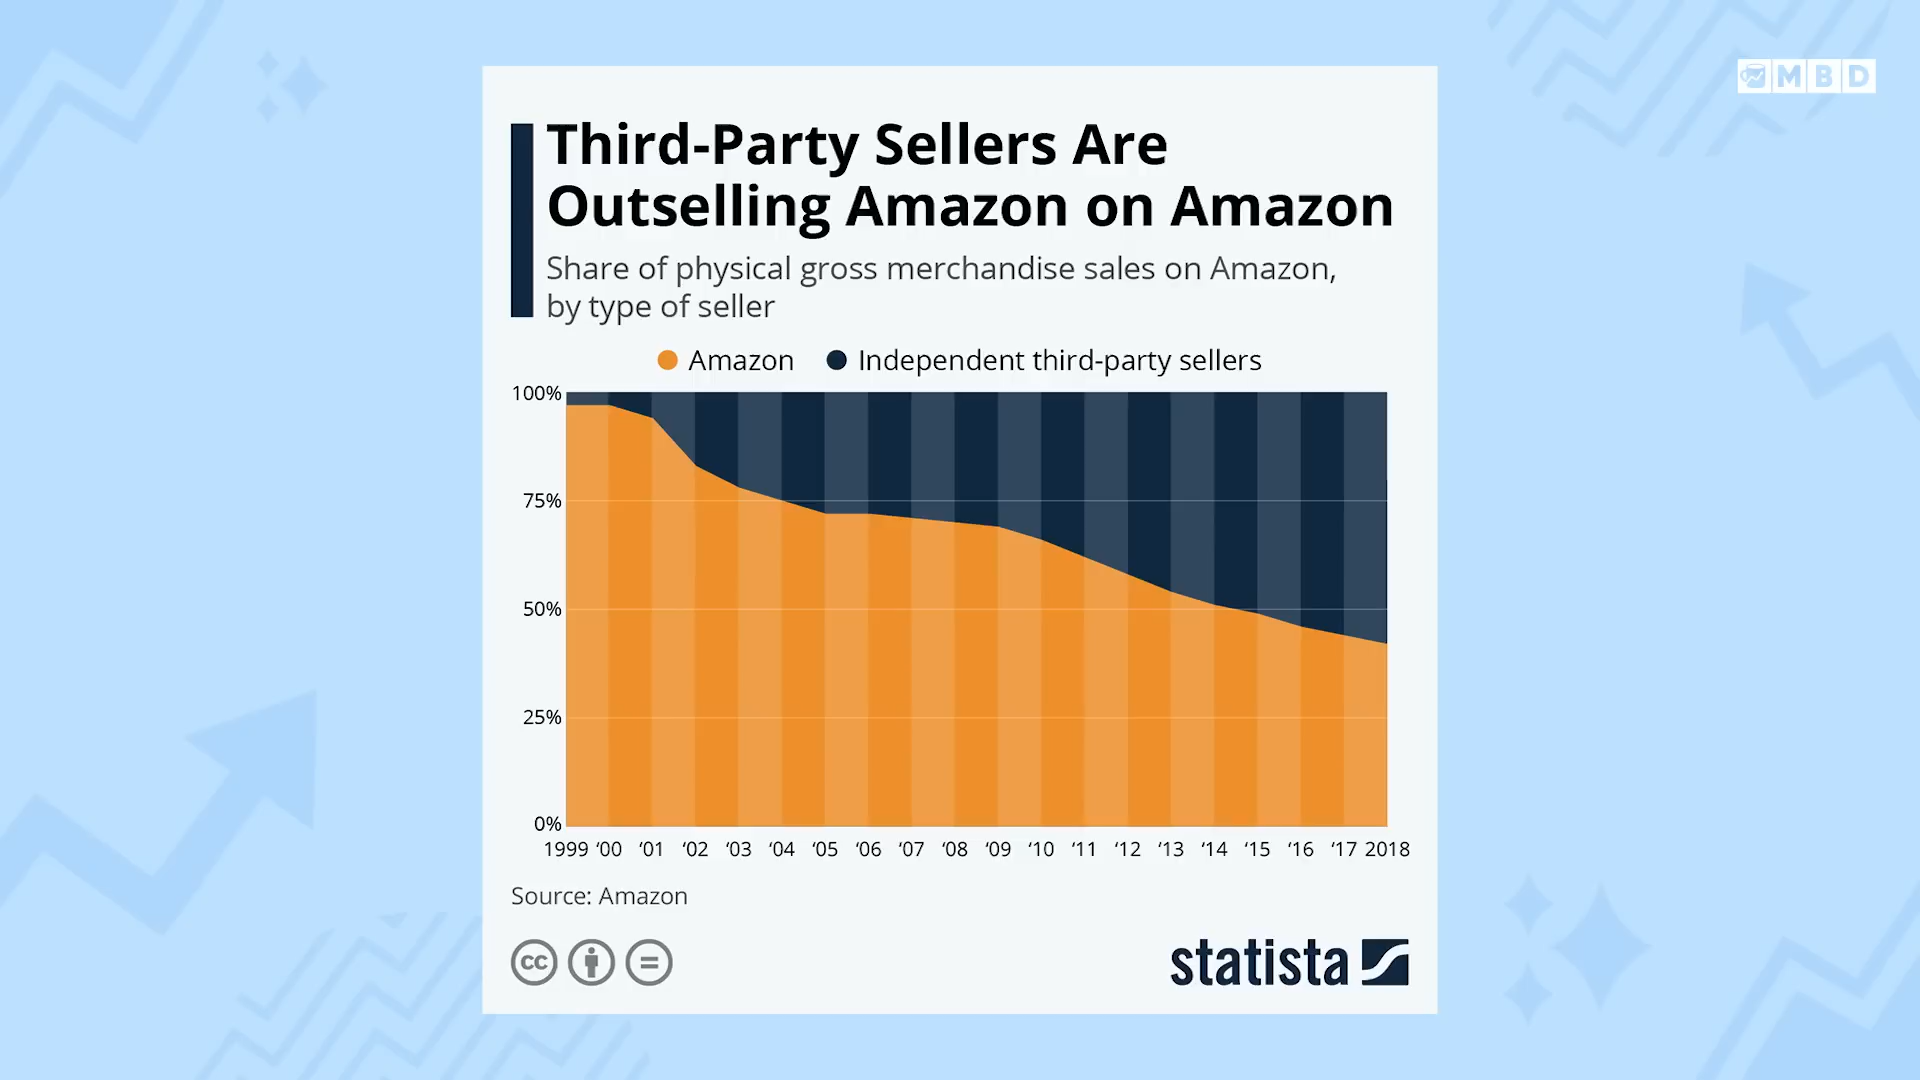 MBD
Third-Party Sellers Are
Outselling Amazon on Amazon
Share of physical gross merchandise sales on Amazon,
by type of seller
Amazon Independent third-party sellers
100%
75%
50%
25%
0%
1999 ‘00 ‘01 ‘02 ‘03 ‘04 ‘05 ‘06 ‘07 ‘08 ‘09 ‘10 ‘11 ‘12 ‘13 ‘14 ‘15 ‘16 ‘17 2018
Source: Amazon
cc
statista